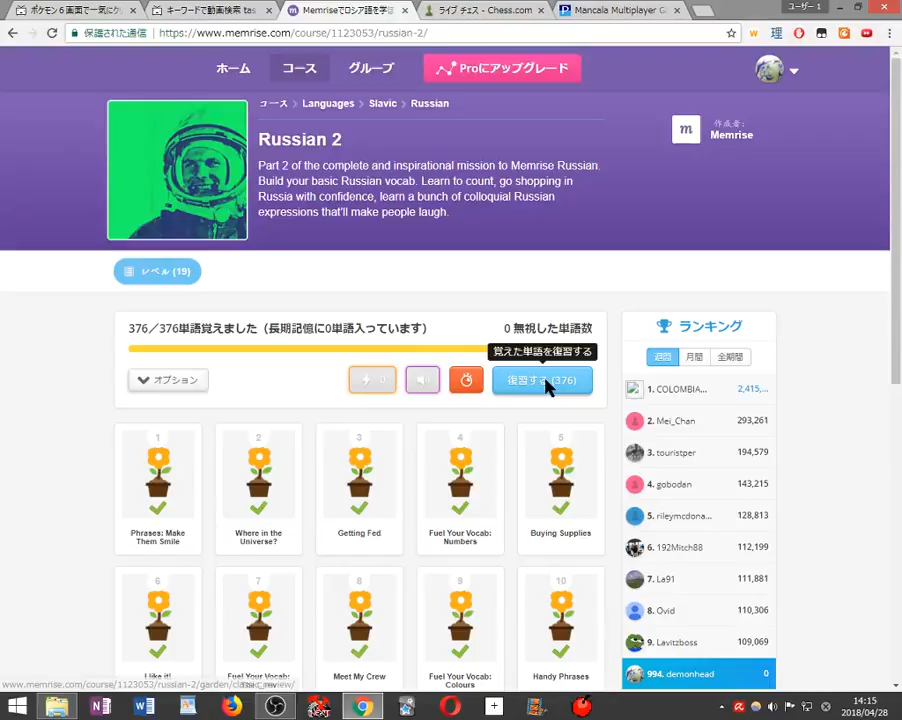 ポケモン6画面で一気にか
キーワードで動画検索 tas
Memriseでロシア語を学ぼ
ライブ チェス - Chess.com
Mancala Multiplayer G
ユーザー 1
保護された通信
https://www.memrise.com/course/1123053/russian-2/
ホーム
コース
グループ
Proにアップグレード
コース > Languages > Slavic > Russian
Russian 2
Part 2 of the complete and inspirational mission to Memrise Russian.
Build your basic Russian vocab. Learn to count, go shopping in
Russia with confidence, learn a bunch of colloquial Russian
expressions that'll make people laugh.
m
作成者:
Memrise
レベル (19)
376／376単語覚えました（長期記憶に0単語入っています）
0 無視した単語数
覚えた単語を復習する
オプション
0
復習する (376)
1
Phrases: Make
Them Smile
2
Where in the
Universe?
3
Getting Fed
4
Fuel Your Vocab:
Numbers
5
Buying Supplies
6
I like it!
7
Fuel Your Vocab:
8
Meet My Crew
9
Fuel Your Vocab:
Colours
10
Handy Phrases
ランキング
週間
月間
全期間
1. COLOMBIA... 2,415,...
2. Mei_Chan 293,261
3. touristper 194,579
4. gobodan 143,215
5. rileymcdona... 128,813
6. 192Mitch88 112,199
7. La91 111,881
8. Ovid 110,306
9. Lavitzboss 109,069
994. demonhead 0
www.memrise.com/course/1123053/russian-2/garden/classic_review/
14:15
2018/04/28